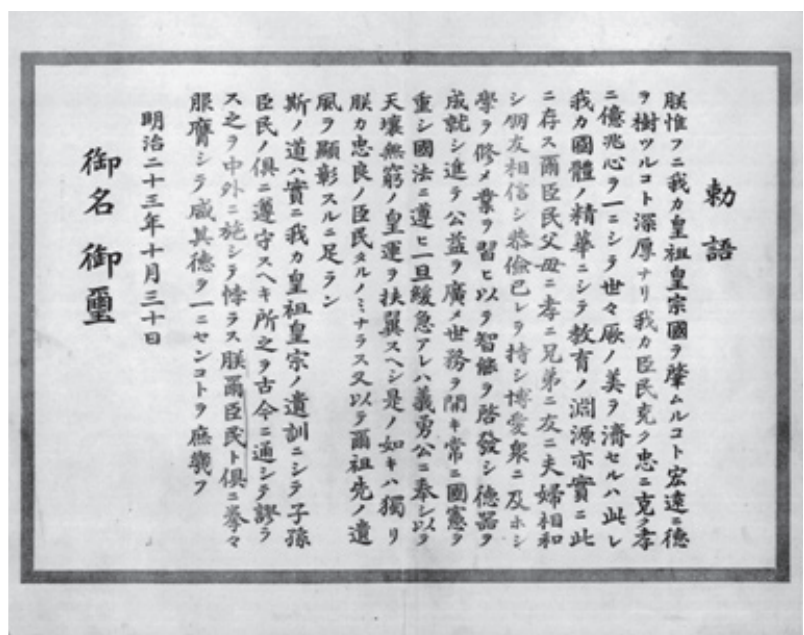 勅語
朕惟フニ我カ皇祖皇宗國ヲ肇ムルコト宏遠ニ德
ヲ樹ツルコト深厚ナリ我カ臣民克ク忠ニ克ク孝
ニ億兆心ヲ一ニシテ世々厥ノ美ヲ濟セルハ此レ
我カ國體ノ精華ニシテ教育ノ淵源亦實ニ此
ニ存ス爾臣民父母ニ孝ニ兄弟ニ友ニ夫婦相和
シ朋友相信シ恭儉己レヲ持シ博愛衆ニ及ホシ
學ヲ修メ業ヲ習ヒ以テ智能ヲ啓發シ德器ヲ
成就シ進テ公益ヲ廣メ世務ヲ開キ常ニ國憲ヲ
重シ國法ニ遵ヒ一旦緩急アレハ義勇公ニ奉シ以テ
天壤無窮ノ皇運ヲ扶翼スヘシ是ノ如キハ獨リ
朕カ忠良ノ臣民タルノミナラス又以テ爾祖先ノ遺
風ヲ顯彰スルニ足ラン
斯ノ道ハ實ニ我カ皇祖皇宗ノ遺訓ニシテ子孫
臣民ノ俱ニ遵守スヘキ所之ヲ古今ニ通シテ謬ラ
ス之ヲ中外ニ施シテ悖ラス朕爾臣民ト俱ニ拳々
服膺シテ咸其德ヲ一ニセンコトヲ庶幾フ
明治二十三年十月三十日
御名 御璽